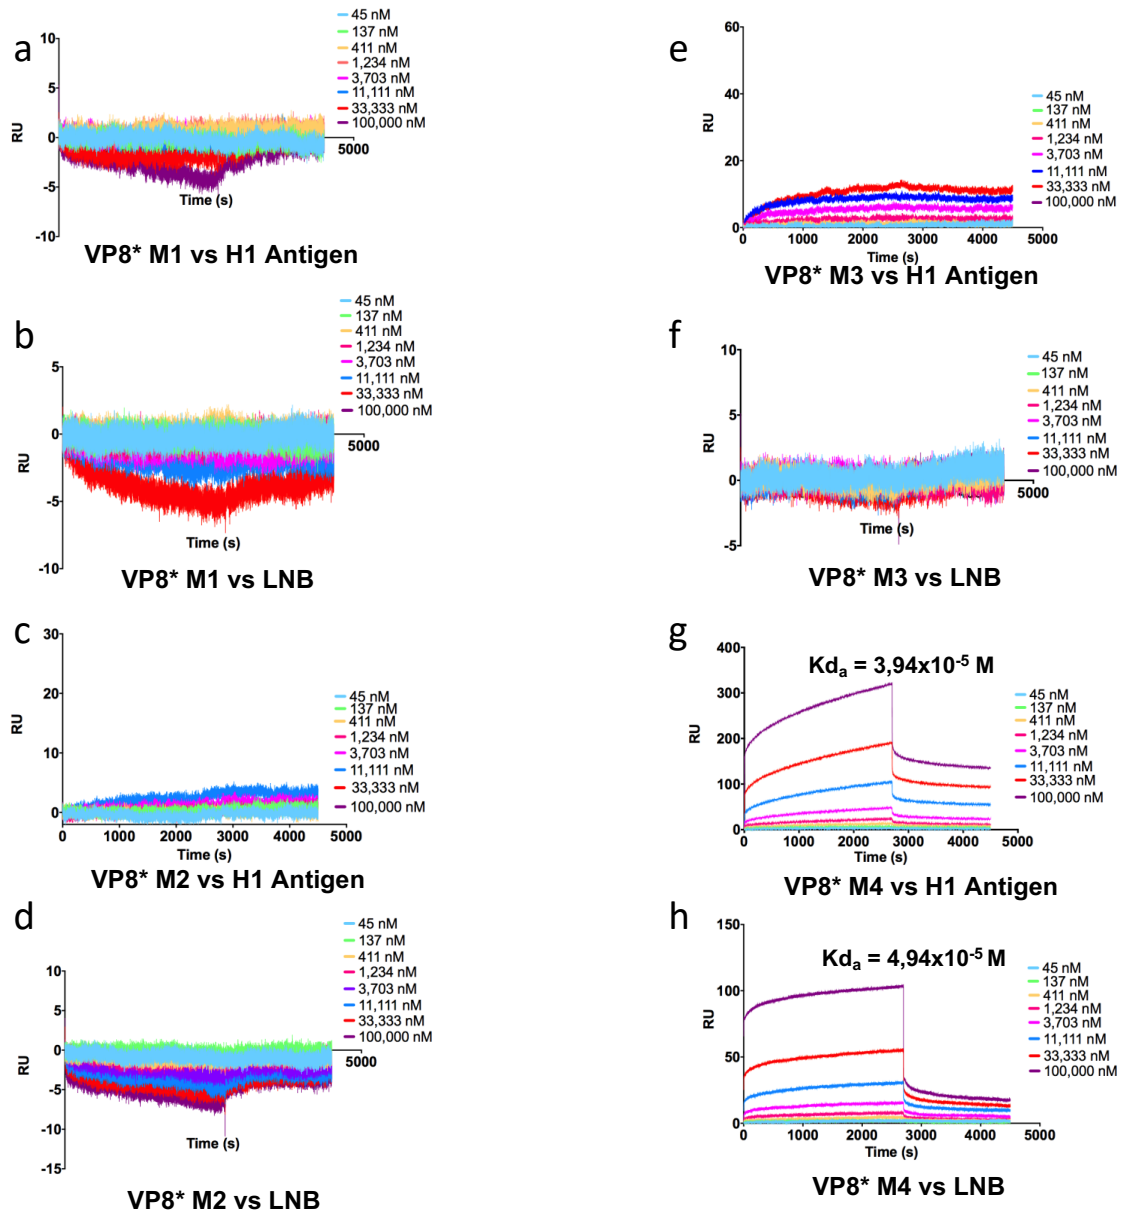 a
10
5
0
-5
-10
RU
5000
Time (s)
45 nM
137 nM
411 nM
1,234 nM
3,703 nM
11,111 nM
33,333 nM
100,000 nM
VP8* M1 vs H1 Antigen
b
5
0
-5
-10
RU
5000
Time (s)
45 nM
137 nM
411 nM
1,234 nM
3,703 nM
11,111 nM
33,333 nM
100,000 nM
VP8* M1 vs LNB
c
30
20
10
0
RU
0 1000 2000 3000 4000 5000
Time (s)
45 nM
137 nM
411 nM
1,234 nM
3,703 nM
11,111 nM
33,333 nM
100,000 nM
VP8* M2 vs H1 Antigen
d
10
5
0
-5
-10
-15
RU
5000
Time (s)
45 nM
137 nM
411 nM
1,234 nM
3,703 nM
11,111 nM
33,333 nM
100,000 nM
VP8* M2 vs LNB
e
60
40
20
0
RU
0 1000 2000 3000 4000 5000
Time (s)
45 nM
137 nM
411 nM
1,234 nM
3,703 nM
11,111 nM
33,333 nM
100,000 nM
VP8* M3 vs H1 Antigen
f
10
5
0
-5
RU
5000
Time (s)
45 nM
137 nM
411 nM
1,234 nM
3,703 nM
11,111 nM
33,333 nM
100,000 nM
VP8* M3 vs LNB
g
400
300
200
100
0
RU
Kdₐ = 3,94x10⁻⁵ M
0 1000 2000 3000 4000 5000
Time (s)
45 nM
137 nM
411 nM
1,234 nM
3,703 nM
11,111 nM
33,333 nM
100,000 nM
VP8* M4 vs H1 Antigen
h
150
100
50
0
RU
Kdₐ = 4,94x10⁻⁵ M
0 1000 2000 3000 4000 5000
Time (s)
45 nM
137 nM
411 nM
1,234 nM
3,703 nM
11,111 nM
33,333 nM
100,000 nM
VP8* M4 vs LNB